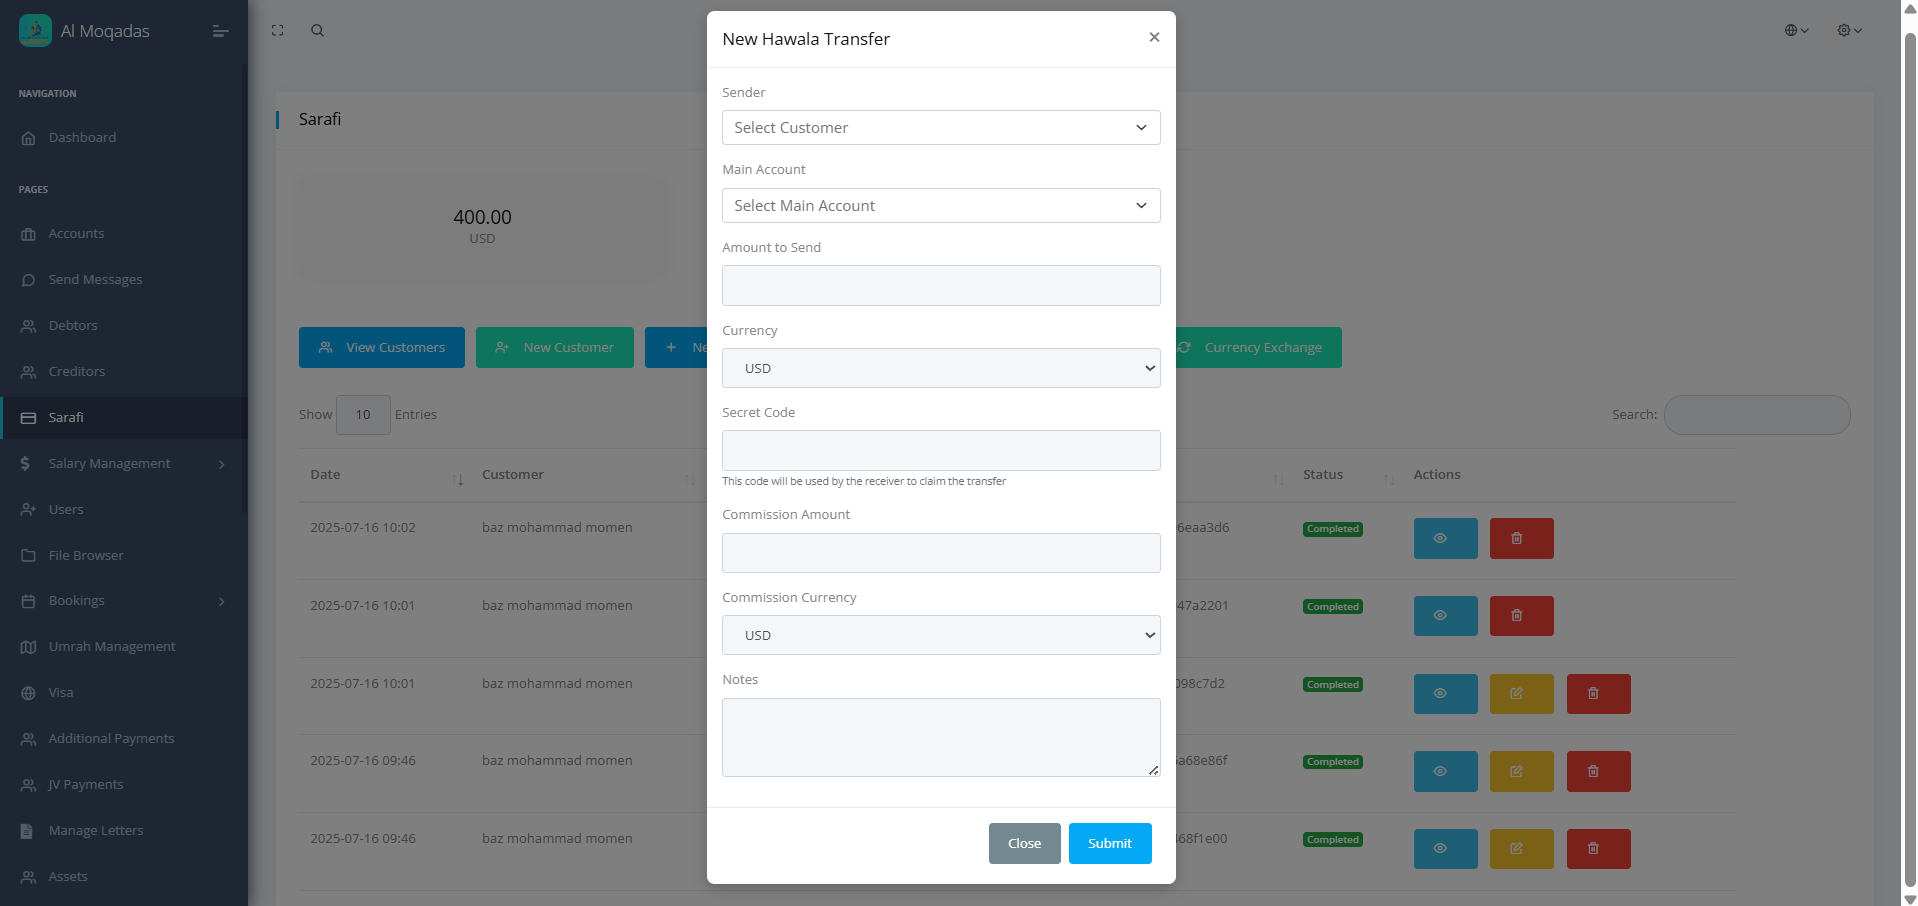 Al Moqadas
NAVIGATION
Dashboard
PAGES
Accounts
Send Messages
Debtors
Creditors
Sarafi
Salary Management
Users
File Browser
Bookings
Umrah Management
Visa
Additional Payments
JV Payments
Manage Letters
Assets
Sarafi
400.00
USD
View Customers
New Customer
Currency Exchange
Show 10 Entries
Search:
Date Customer Status Actions
2025-07-16 10:02 baz mohammad momen 6eaa3d6 Completed
2025-07-16 10:01 baz mohammad momen 47a2201 Completed
2025-07-16 10:01 baz mohammad momen 098c7d2 Completed
2025-07-16 09:46 baz mohammad momen a68e86f Completed
2025-07-16 09:46 baz mohammad momen 68f1e00 Completed
New Hawala Transfer
Sender
Select Customer
Main Account
Select Main Account
Amount to Send
Currency
USD
Secret Code
This code will be used by the receiver to claim the transfer
Commission Amount
Commission Currency
USD
Notes
Close Submit